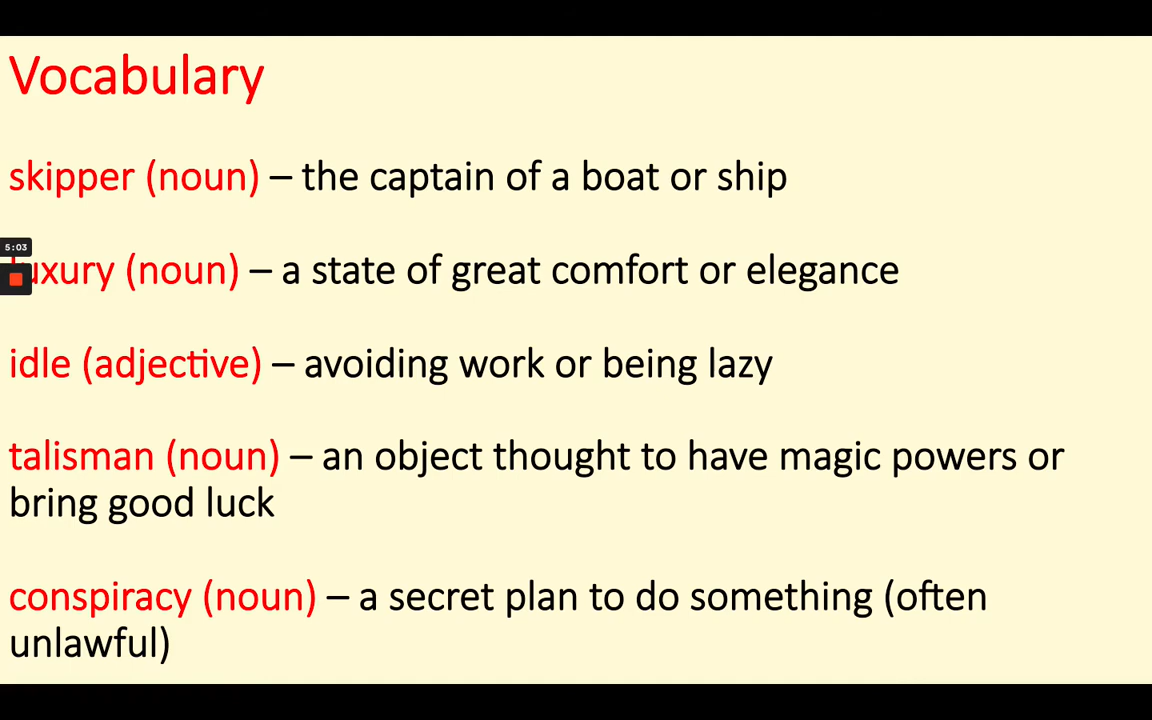 Vocabulary
skipper (noun) – the captain of a boat or ship
5:03
luxury (noun) – a state of great comfort or elegance
idle (adjective) – avoiding work or being lazy
talisman (noun) – an object thought to have magic powers or
bring good luck
conspiracy (noun) – a secret plan to do something (often
unlawful)